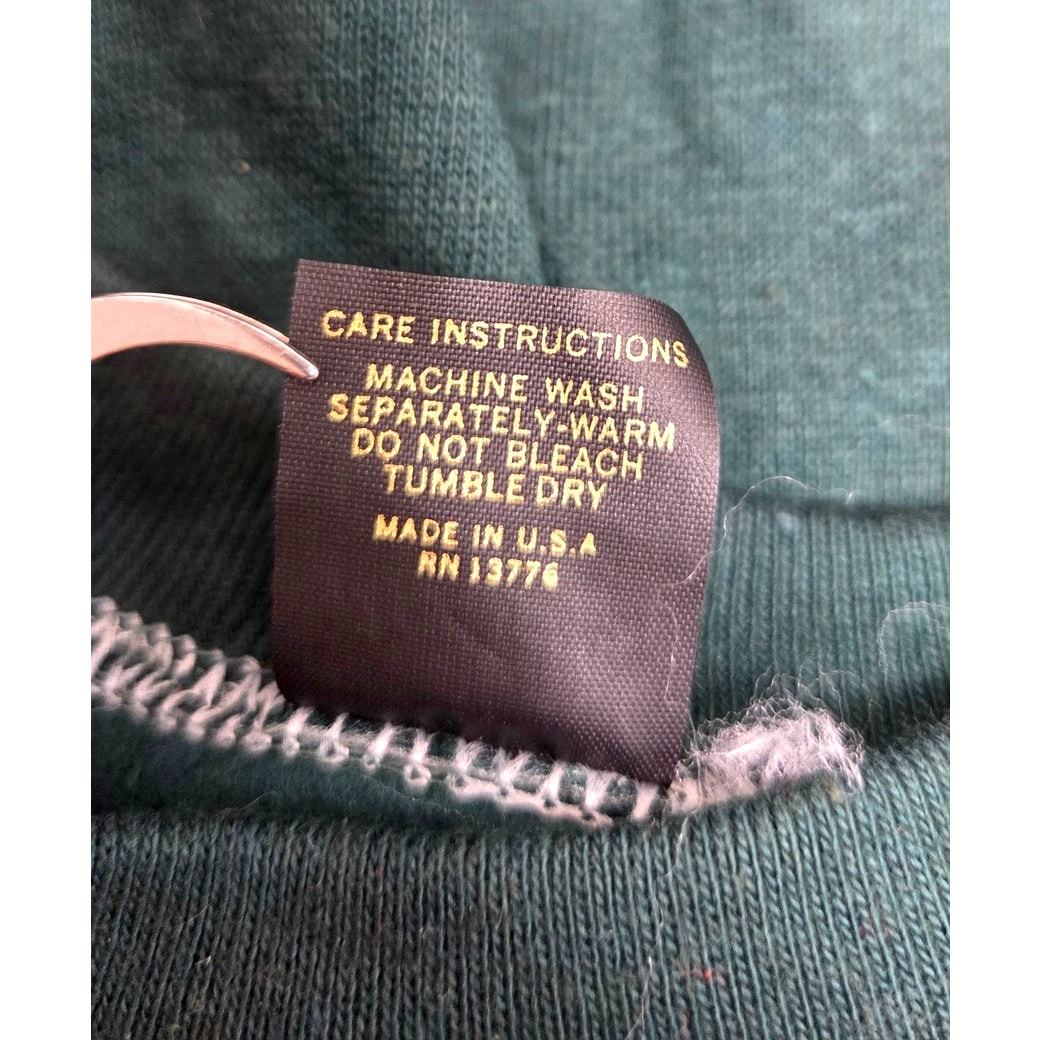 CARE INSTRUCTIONS
MACHINE WASH
SEPARATELY-WARM
DO NOT BLEACH
TUMBLE DRY
MADE IN U.S.A
RN 13776